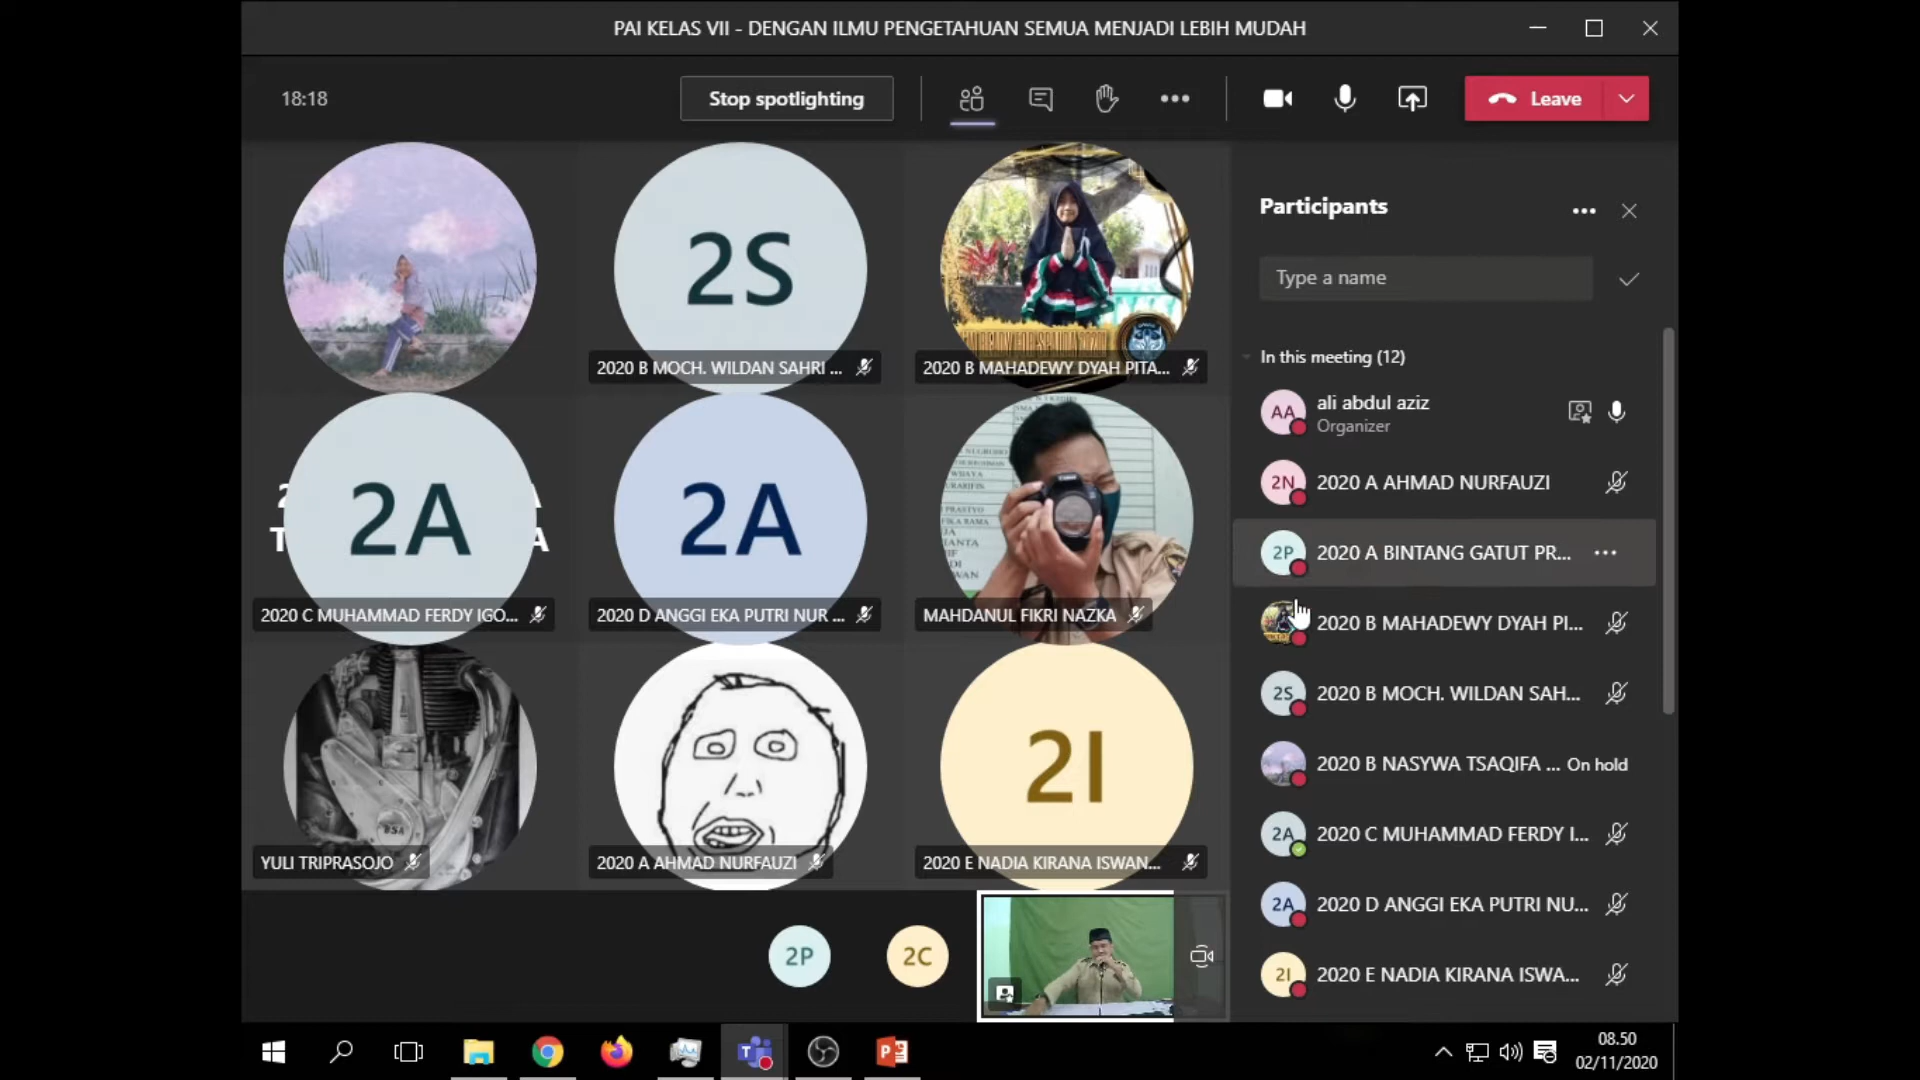 PAI KELAS VII - DENGAN ILMU PENGETAHUAN SEMUA MENJADI LEBIH MUDAH
18:18
Stop spotlighting
Leave
2S
2020 B MOCH. WILDAN SAHRI ...
2020 B MAHADEWY DYAH PITA...
2A
2020 C MUHAMMAD FERDY IGO...
2A
2020 D ANGGI EKA PUTRI NUR ...
MAHDANUL FIKRI NAZKA
YULI TRIPRASOJO
BSA
2020 A AHMAD NURFAUZI
2I
2020 E NADIA KIRANA ISWAN...
2P
2C
Participants
Type a name
In this meeting (12)
AA
ali abdul aziz
Organizer
2N
2020 A AHMAD NURFAUZI
2P
2020 A BINTANG GATUT PR...
2020 B MAHADEWY DYAH PI...
2S
2020 B MOCH. WILDAN SAH...
2020 B NASYWA TSAQIFA ... On hold
2A
2020 C MUHAMMAD FERDY I...
2A
2020 D ANGGI EKA PUTRI NU...
2I
2020 E NADIA KIRANA ISWA...
08.50
02/11/2020